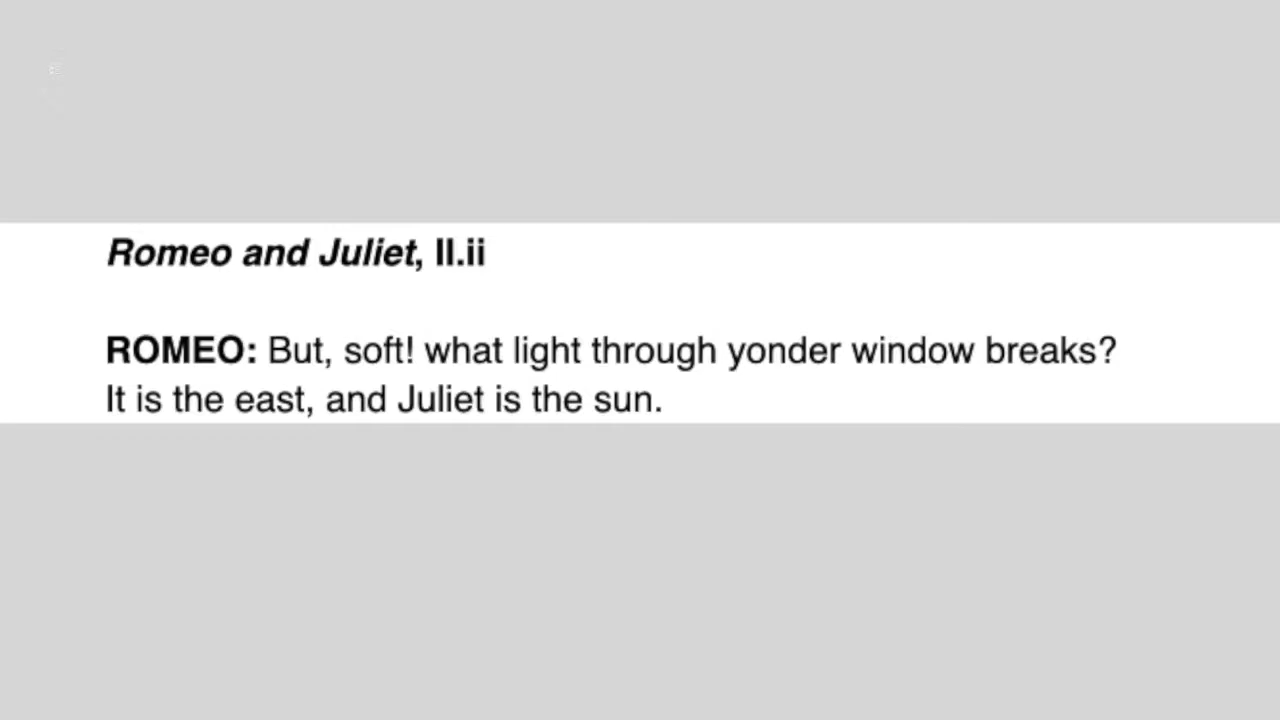 Romeo and Juliet, II.ii
ROMEO: But, soft! what light through yonder window breaks?
It is the east, and Juliet is the sun.